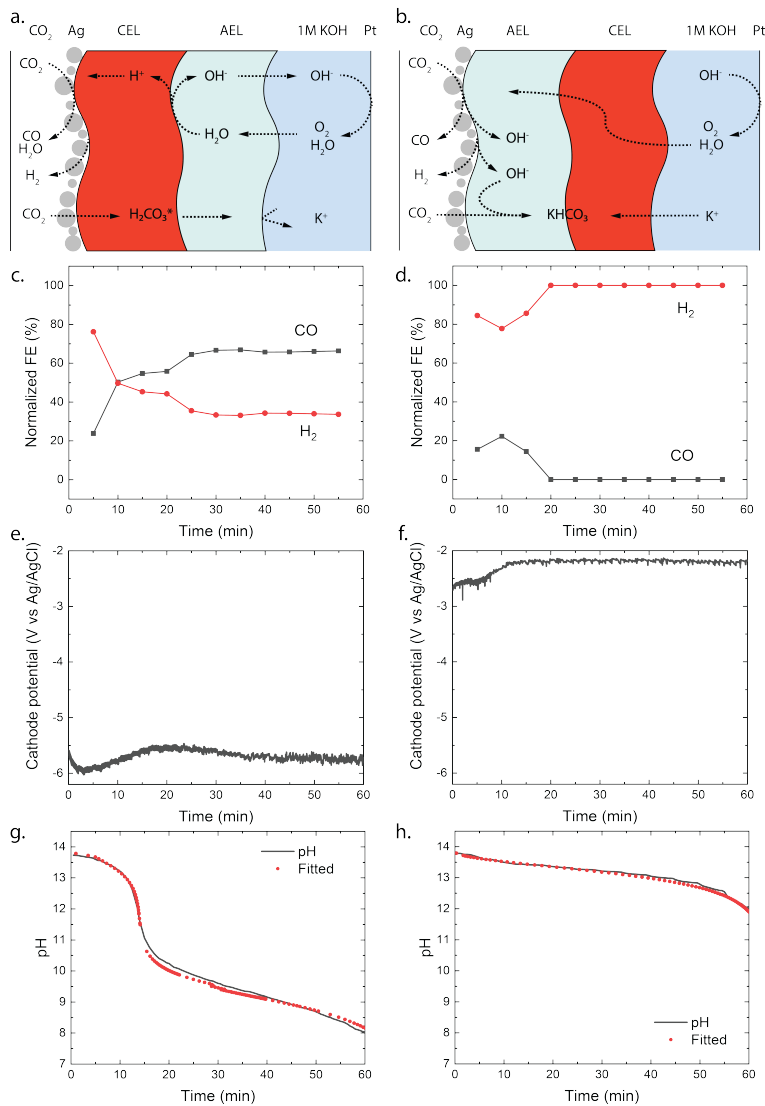 a.
CO2 Ag CEL AEL 1M KOH Pt
CO2
H+
OH-
OH-
CO
H2O
H2O
O2
H2O
H2
CO2
H2CO3*
K+
b.
CO2 Ag AEL CEL 1M KOH Pt
CO2
OH-
CO
OH-
O2
H2O
H2
OH-
CO2
KHCO3
K+
c.
Normalized FE (%)
100
80
60
40
20
0
CO
H2
0 10 20 30 40 50 60
Time (min)
d.
Normalized FE (%)
100
80
60
40
20
0
H2
CO
0 10 20 30 40 50 60
Time (min)
e.
Cathode potential (V vs Ag/AgCl)
-2
-3
-4
-5
-6
0 10 20 30 40 50 60
Time (min)
f.
Cathode potential (V vs Ag/AgCl)
-2
-3
-4
-5
-6
0 10 20 30 40 50 60
Time (min)
g.
pH
14
13
12
11
10
9
8
7
pH
Fitted
0 10 20 30 40 50 60
Time (min)
h.
pH
14
13
12
11
10
9
8
7
pH
Fitted
0 10 20 30 40 50 60
Time (min)